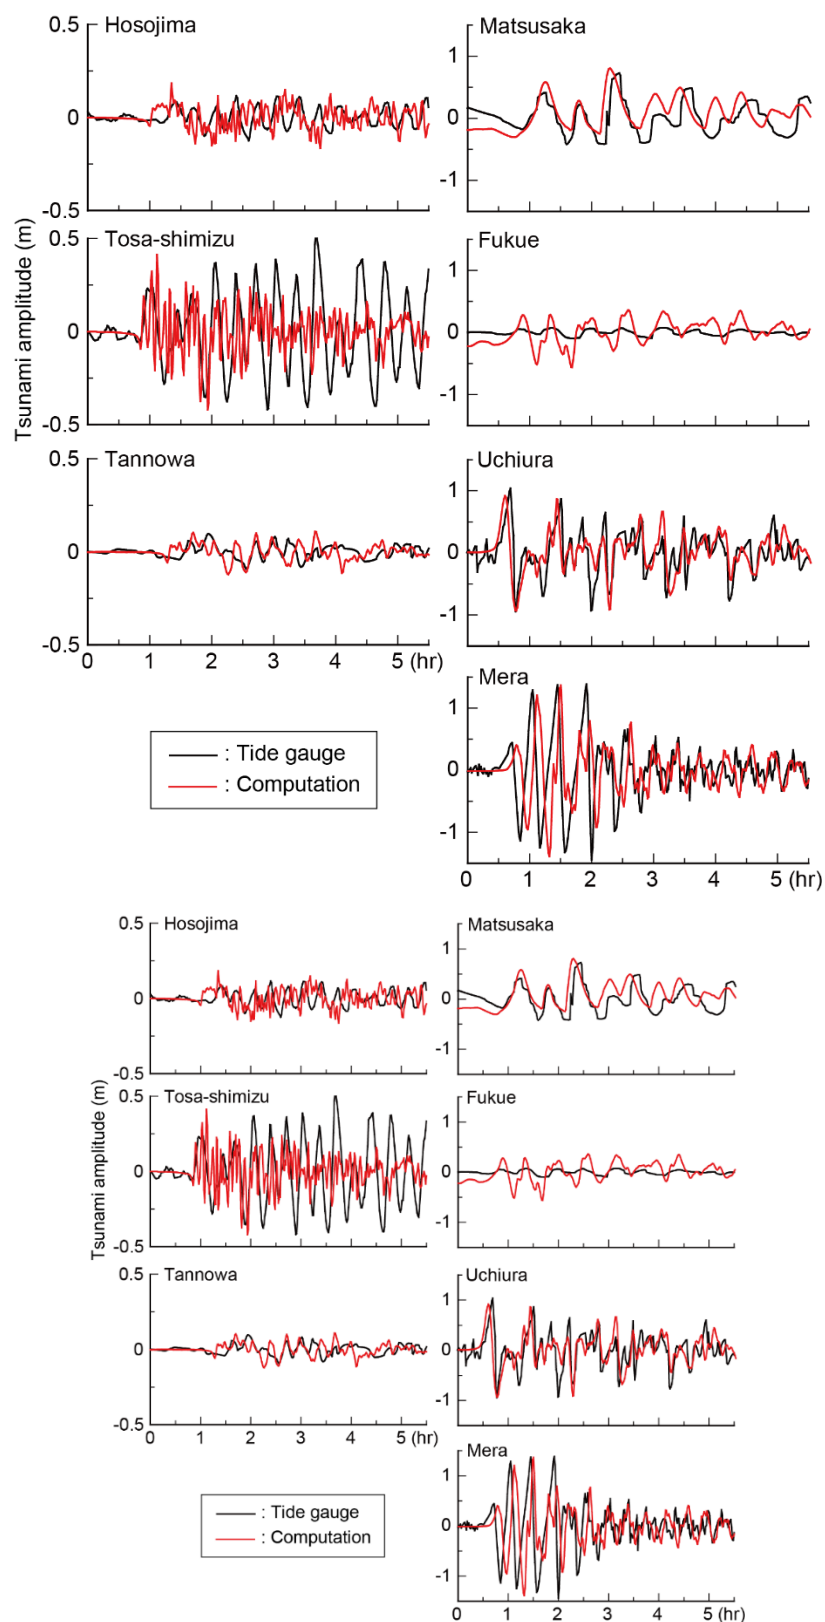 Hosojima
0.5
0
-0.5
Matsusaka
1
0
-1
Tsunami amplitude (m)
Tosa-shimizu
0.5
0
-0.5
Fukue
1
0
-1
Tannowa
0.5
0
-0.5
0 1 2 3 4 5 (hr)
Uchiura
1
0
-1
Mera
1
0
-1
0 1 2 3 4 5 (hr)
: Tide gauge
: Computation
Hosojima
0.5
0
-0.5
Matsusaka
1
0
-1
Tsunami amplitude (m)
Tosa-shimizu
0.5
0
-0.5
Fukue
1
0
-1
Tannowa
0.5
0
-0.5
0 1 2 3 4 5 (hr)
Uchiura
1
0
-1
Mera
1
0
-1
0 1 2 3 4 5 (hr)
: Tide gauge
: Computation